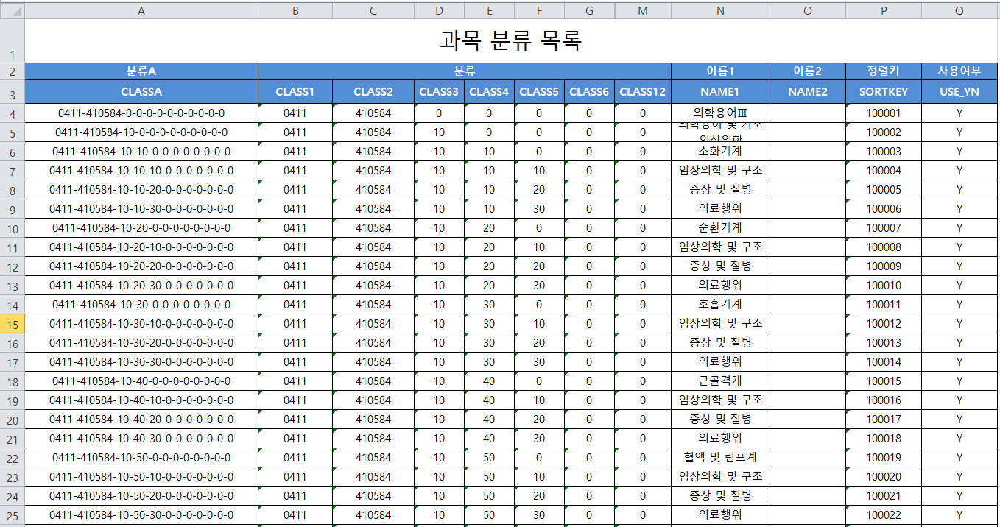 A B C D E F G M N O P Q
1 과목 분류 목록
2 분류A 분류 이름1 이름2 정렬키 사용여부
3 CLASSA CLASS1 CLASS2 CLASS3 CLASS4 CLASS5 CLASS6 CLASS12 NAME1 NAME2 SORTKEY USE_YN
4 0411-410584-0-0-0-0-0-0-0-0-0-0 0411 410584 0 0 0 0 0 의학용어Ⅲ 100001 Y
5 0411-410584-10-0-0-0-0-0-0-0-0-0 0411 410584 10 0 0 0 0 의학용어 및 기초 임상의학 100002 Y
6 0411-410584-10-10-0-0-0-0-0-0-0-0 0411 410584 10 10 0 0 0 소화기계 100003 Y
7 0411-410584-10-10-10-0-0-0-0-0-0-0 0411 410584 10 10 10 0 0 임상의학 및 구조 100004 Y
8 0411-410584-10-10-20-0-0-0-0-0-0-0 0411 410584 10 10 20 0 0 증상 및 질병 100005 Y
9 0411-410584-10-10-30-0-0-0-0-0-0-0 0411 410584 10 10 30 0 0 의료행위 100006 Y
10 0411-410584-10-20-0-0-0-0-0-0-0-0 0411 410584 10 20 0 0 0 순환기계 100007 Y
11 0411-410584-10-20-10-0-0-0-0-0-0-0 0411 410584 10 20 10 0 0 임상의학 및 구조 100008 Y
12 0411-410584-10-20-20-0-0-0-0-0-0-0 0411 410584 10 20 20 0 0 증상 및 질병 100009 Y
13 0411-410584-10-20-30-0-0-0-0-0-0-0 0411 410584 10 20 30 0 0 의료행위 100010 Y
14 0411-410584-10-30-0-0-0-0-0-0-0-0 0411 410584 10 30 0 0 0 호흡기계 100011 Y
15 0411-410584-10-30-10-0-0-0-0-0-0-0 0411 410584 10 30 10 0 0 임상의학 및 구조 100012 Y
16 0411-410584-10-30-20-0-0-0-0-0-0-0 0411 410584 10 30 20 0 0 증상 및 질병 100013 Y
17 0411-410584-10-30-30-0-0-0-0-0-0-0 0411 410584 10 30 30 0 0 의료행위 100014 Y
18 0411-410584-10-40-0-0-0-0-0-0-0-0 0411 410584 10 40 0 0 0 근골격계 100015 Y
19 0411-410584-10-40-10-0-0-0-0-0-0-0 0411 410584 10 40 10 0 0 임상의학 및 구조 100016 Y
20 0411-410584-10-40-20-0-0-0-0-0-0-0 0411 410584 10 40 20 0 0 증상 및 질병 100017 Y
21 0411-410584-10-40-30-0-0-0-0-0-0-0 0411 410584 10 40 30 0 0 의료행위 100018 Y
22 0411-410584-10-50-0-0-0-0-0-0-0-0 0411 410584 10 50 0 0 0 혈액 및 림프계 100019 Y
23 0411-410584-10-50-10-0-0-0-0-0-0-0 0411 410584 10 50 10 0 0 임상의학 및 구조 100020 Y
24 0411-410584-10-50-20-0-0-0-0-0-0-0 0411 410584 10 50 20 0 0 증상 및 질병 100021 Y
25 0411-410584-10-50-30-0-0-0-0-0-0-0 0411 410584 10 50 30 0 0 의료행위 100022 Y